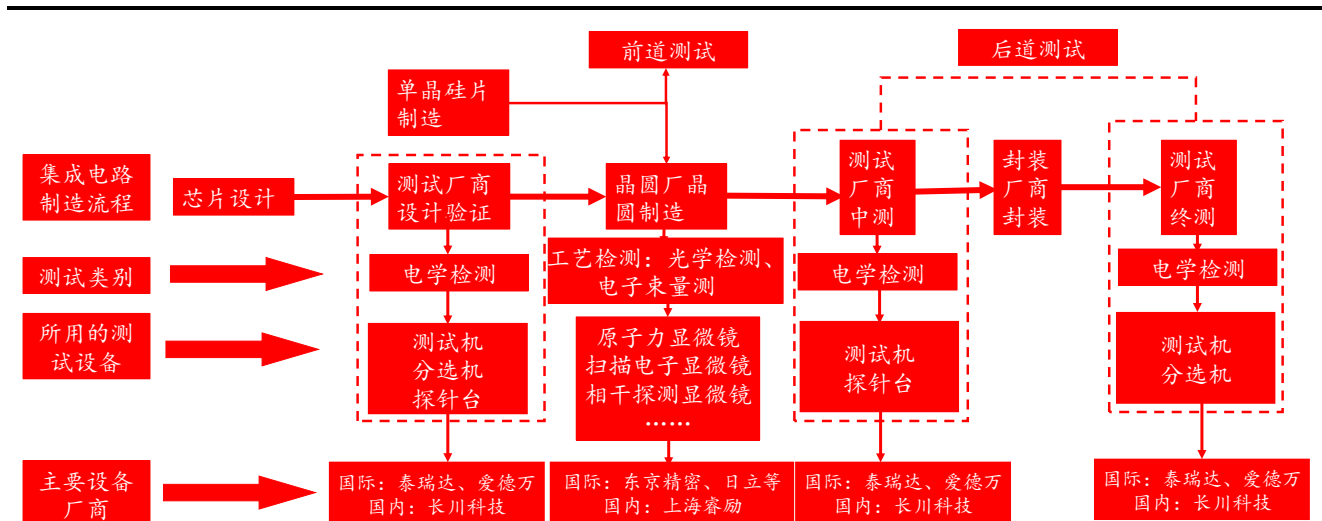 前道测试
后道测试
单晶硅片
制造
集成电路
制造流程
芯片设计
测试厂商
设计验证
晶圆厂晶
圆制造
测试
厂商
中测
封装
厂商
封装
测试
厂商
终测
测试类别
电学检测
工艺检测：光学检测、
电子束量测
电学检测
电学检测
所用的测
试设备
测试机
分选机
探针台
原子力显微镜
扫描电子显微镜
相干探测显微镜
……
测试机
探针台
测试机
分选机
主要设备
厂商
国际：泰瑞达、爱德万
国内：长川科技
国际：东京精密、日立等
国内：上海睿励
国际：泰瑞达、爱德万
国内：长川科技
国际：泰瑞达、爱德万
国内：长川科技